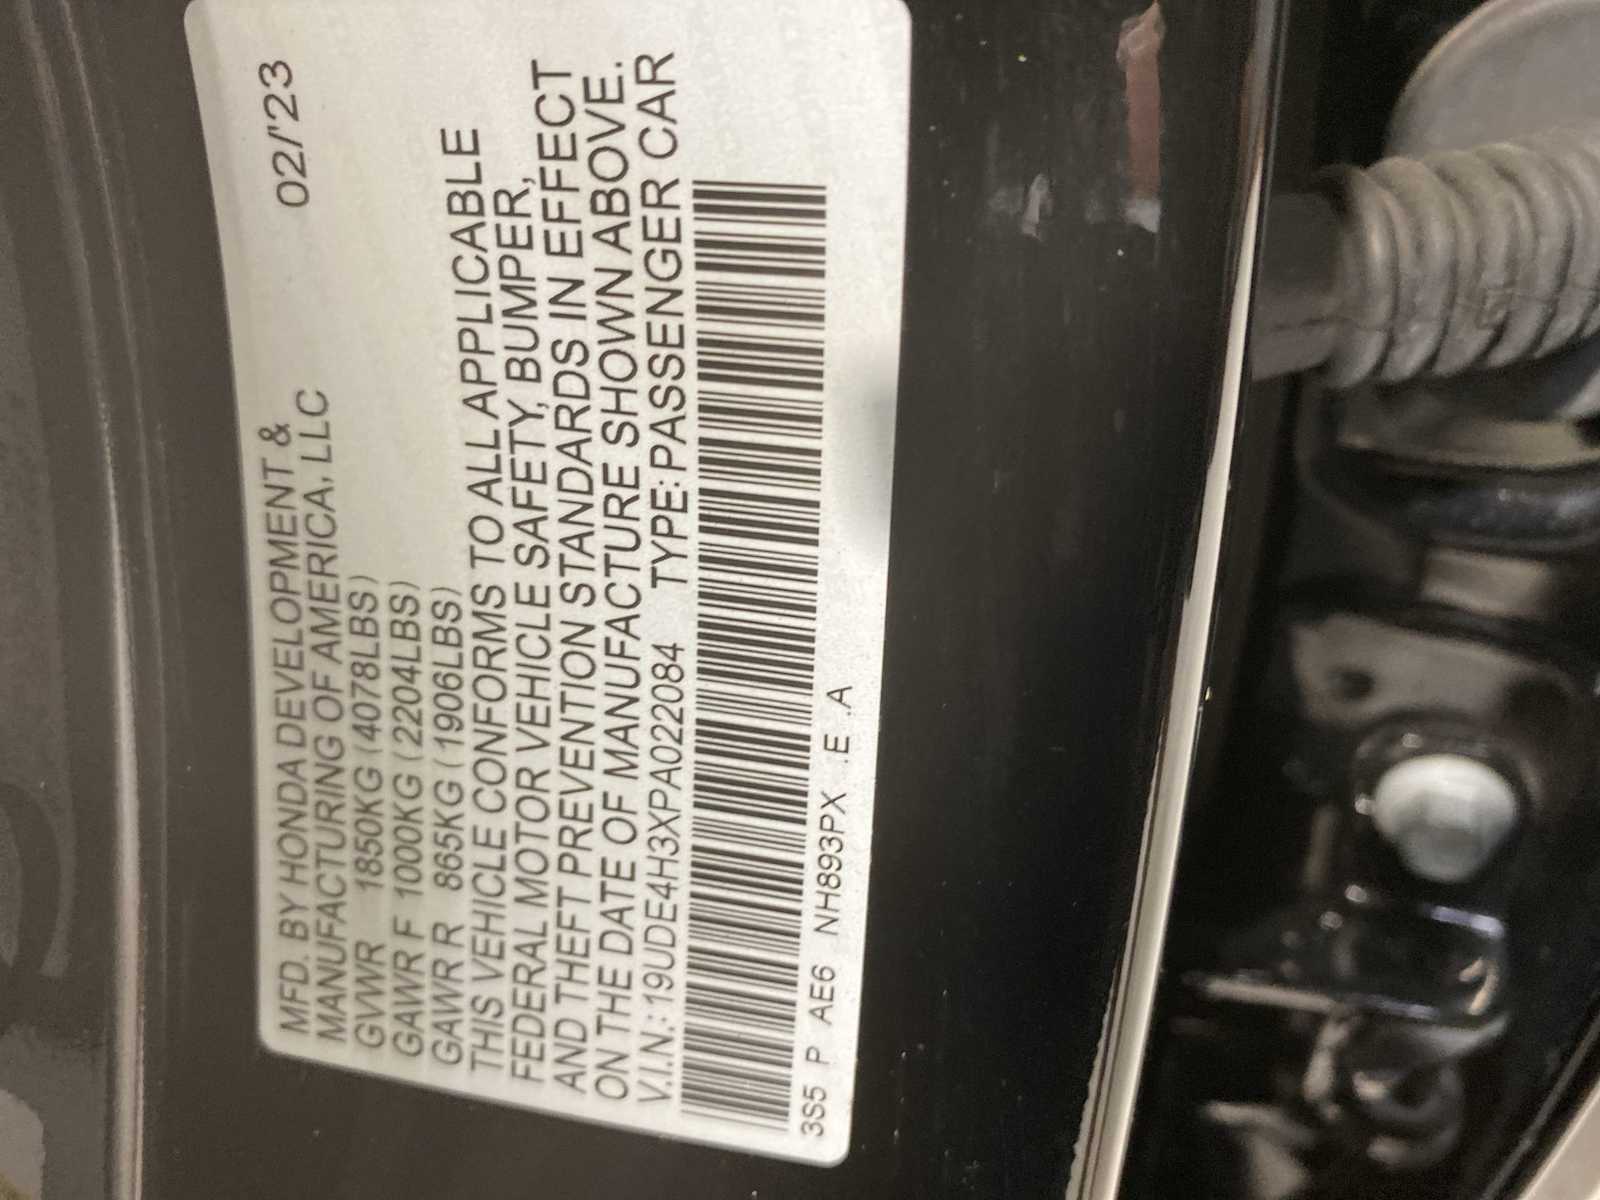 MFD. BY HONDA DEVELOPMENT & 02/'23
MANUFACTURING OF AMERICA, LLC
GVWR 1850KG (4078LBS)
GAWR F 1000KG (2204LBS)
GAWR R 865KG (1906LBS)
THIS VEHICLE CONFORMS TO ALL APPLICABLE
FEDERAL MOTOR VEHICLE SAFETY, BUMPER,
AND THEFT PREVENTION STANDARDS IN EFFECT
ON THE DATE OF MANUFACTURE SHOWN ABOVE.
V.I.N.: 19UDE4H3XPA022084 TYPE: PASSENGER CAR
3S5 P AE6 NH893PX .E .A